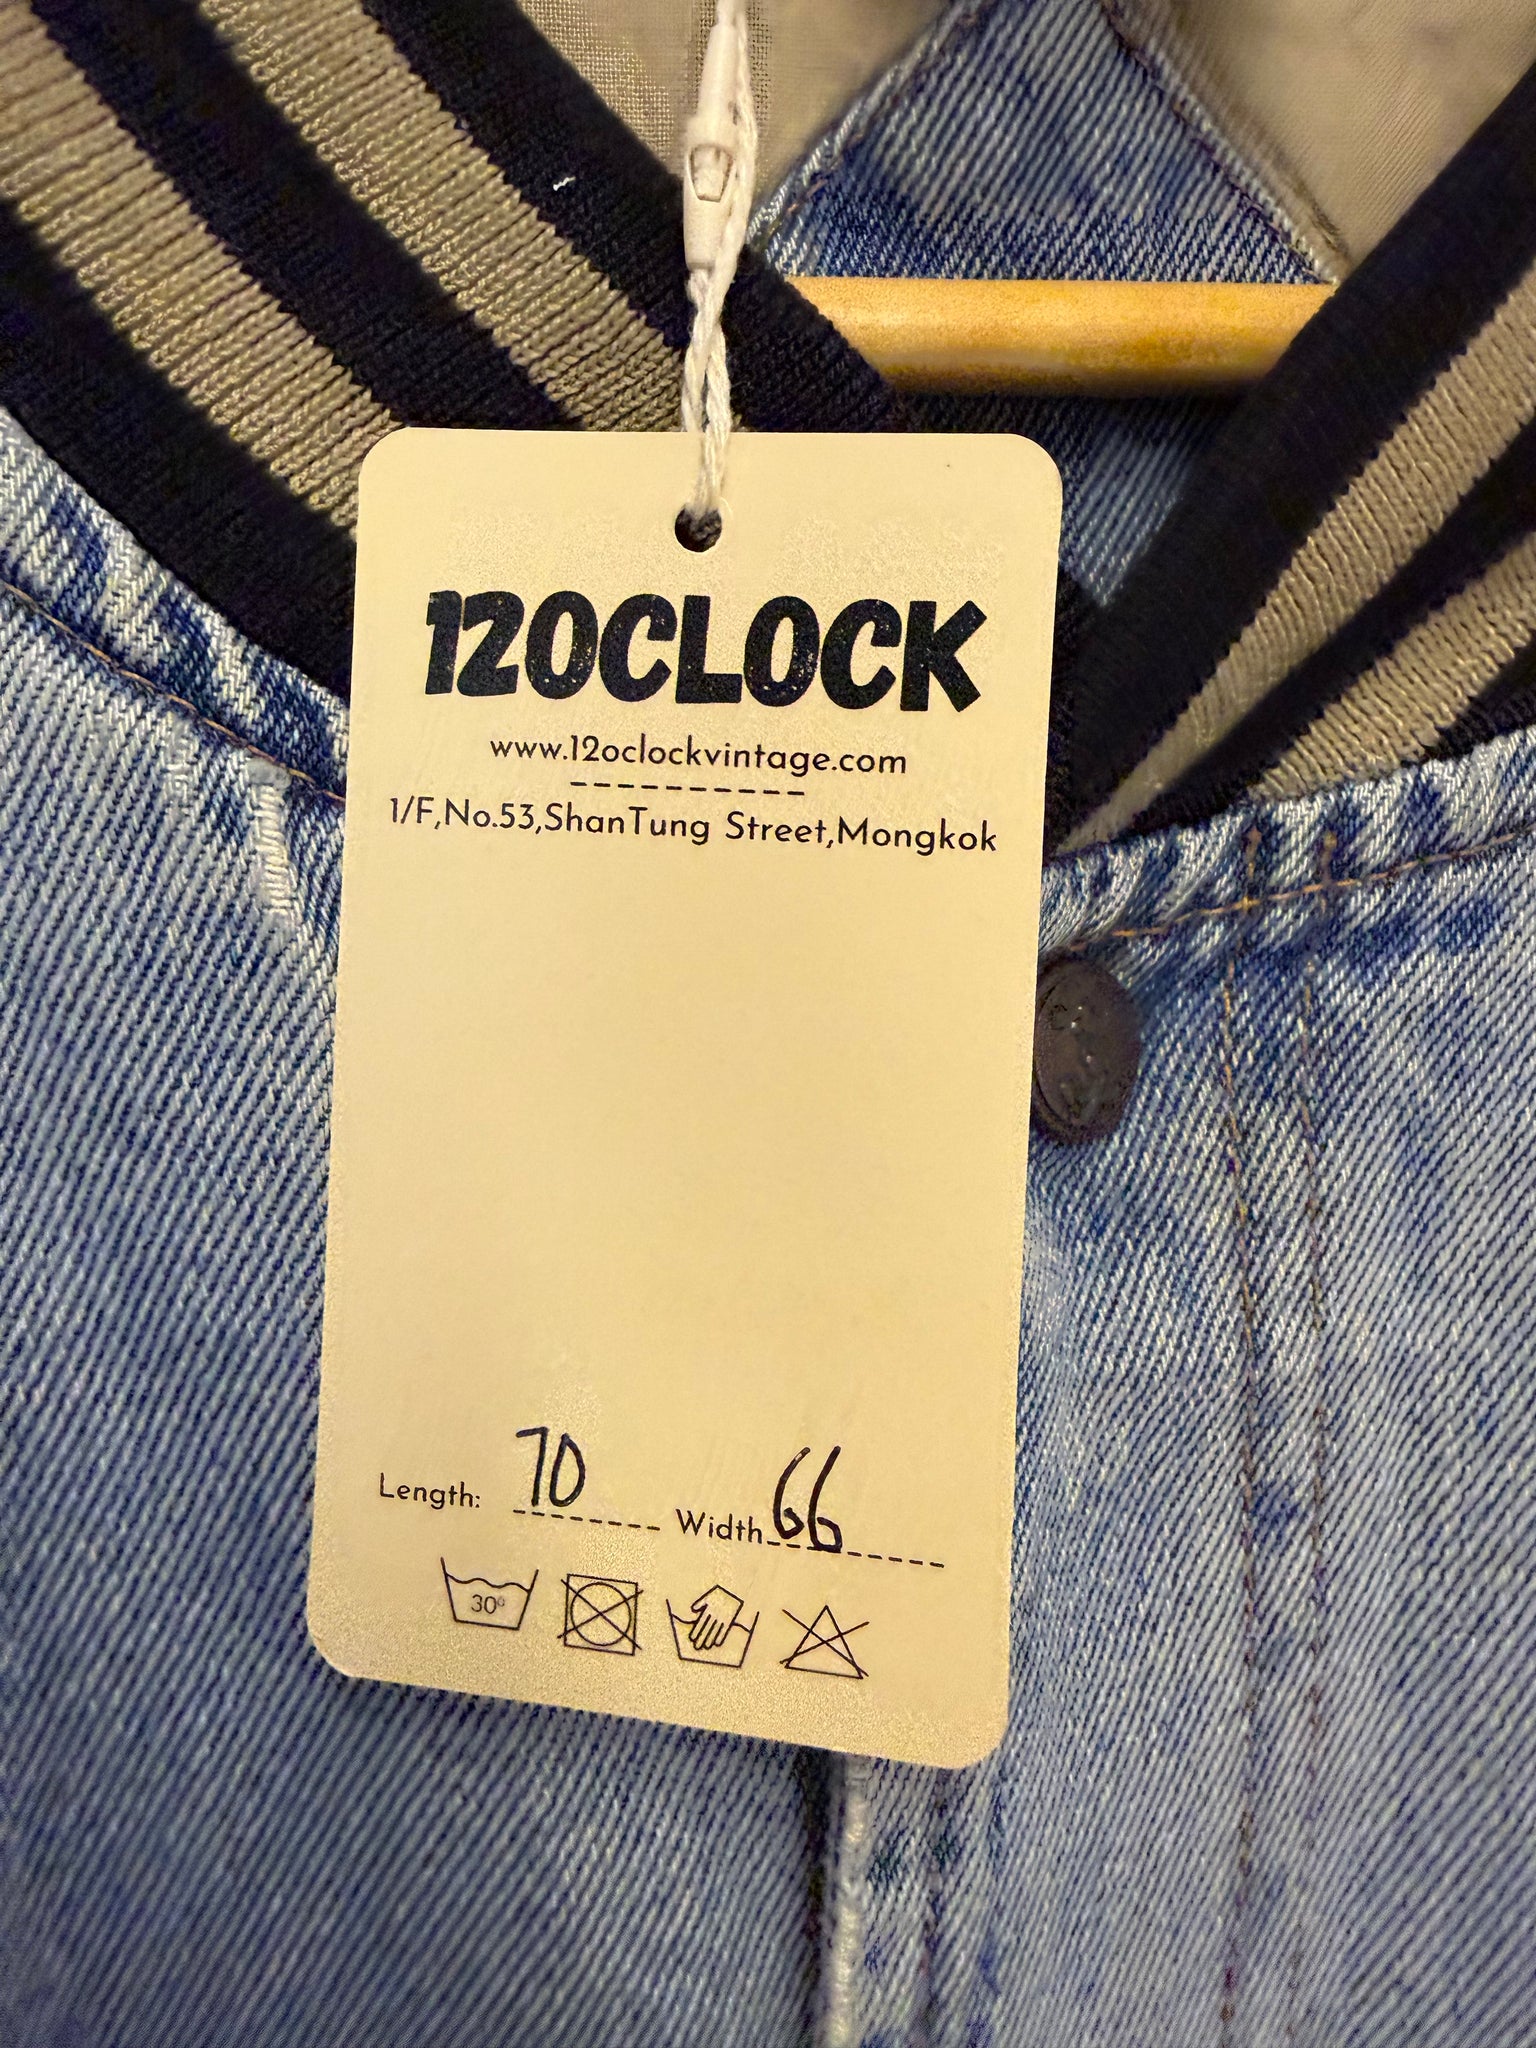 12OCLOCK
www.12oclockvintage.com
1/F,No.53,ShanTung Street,Mongkok
Length: 70 Width 66
30°